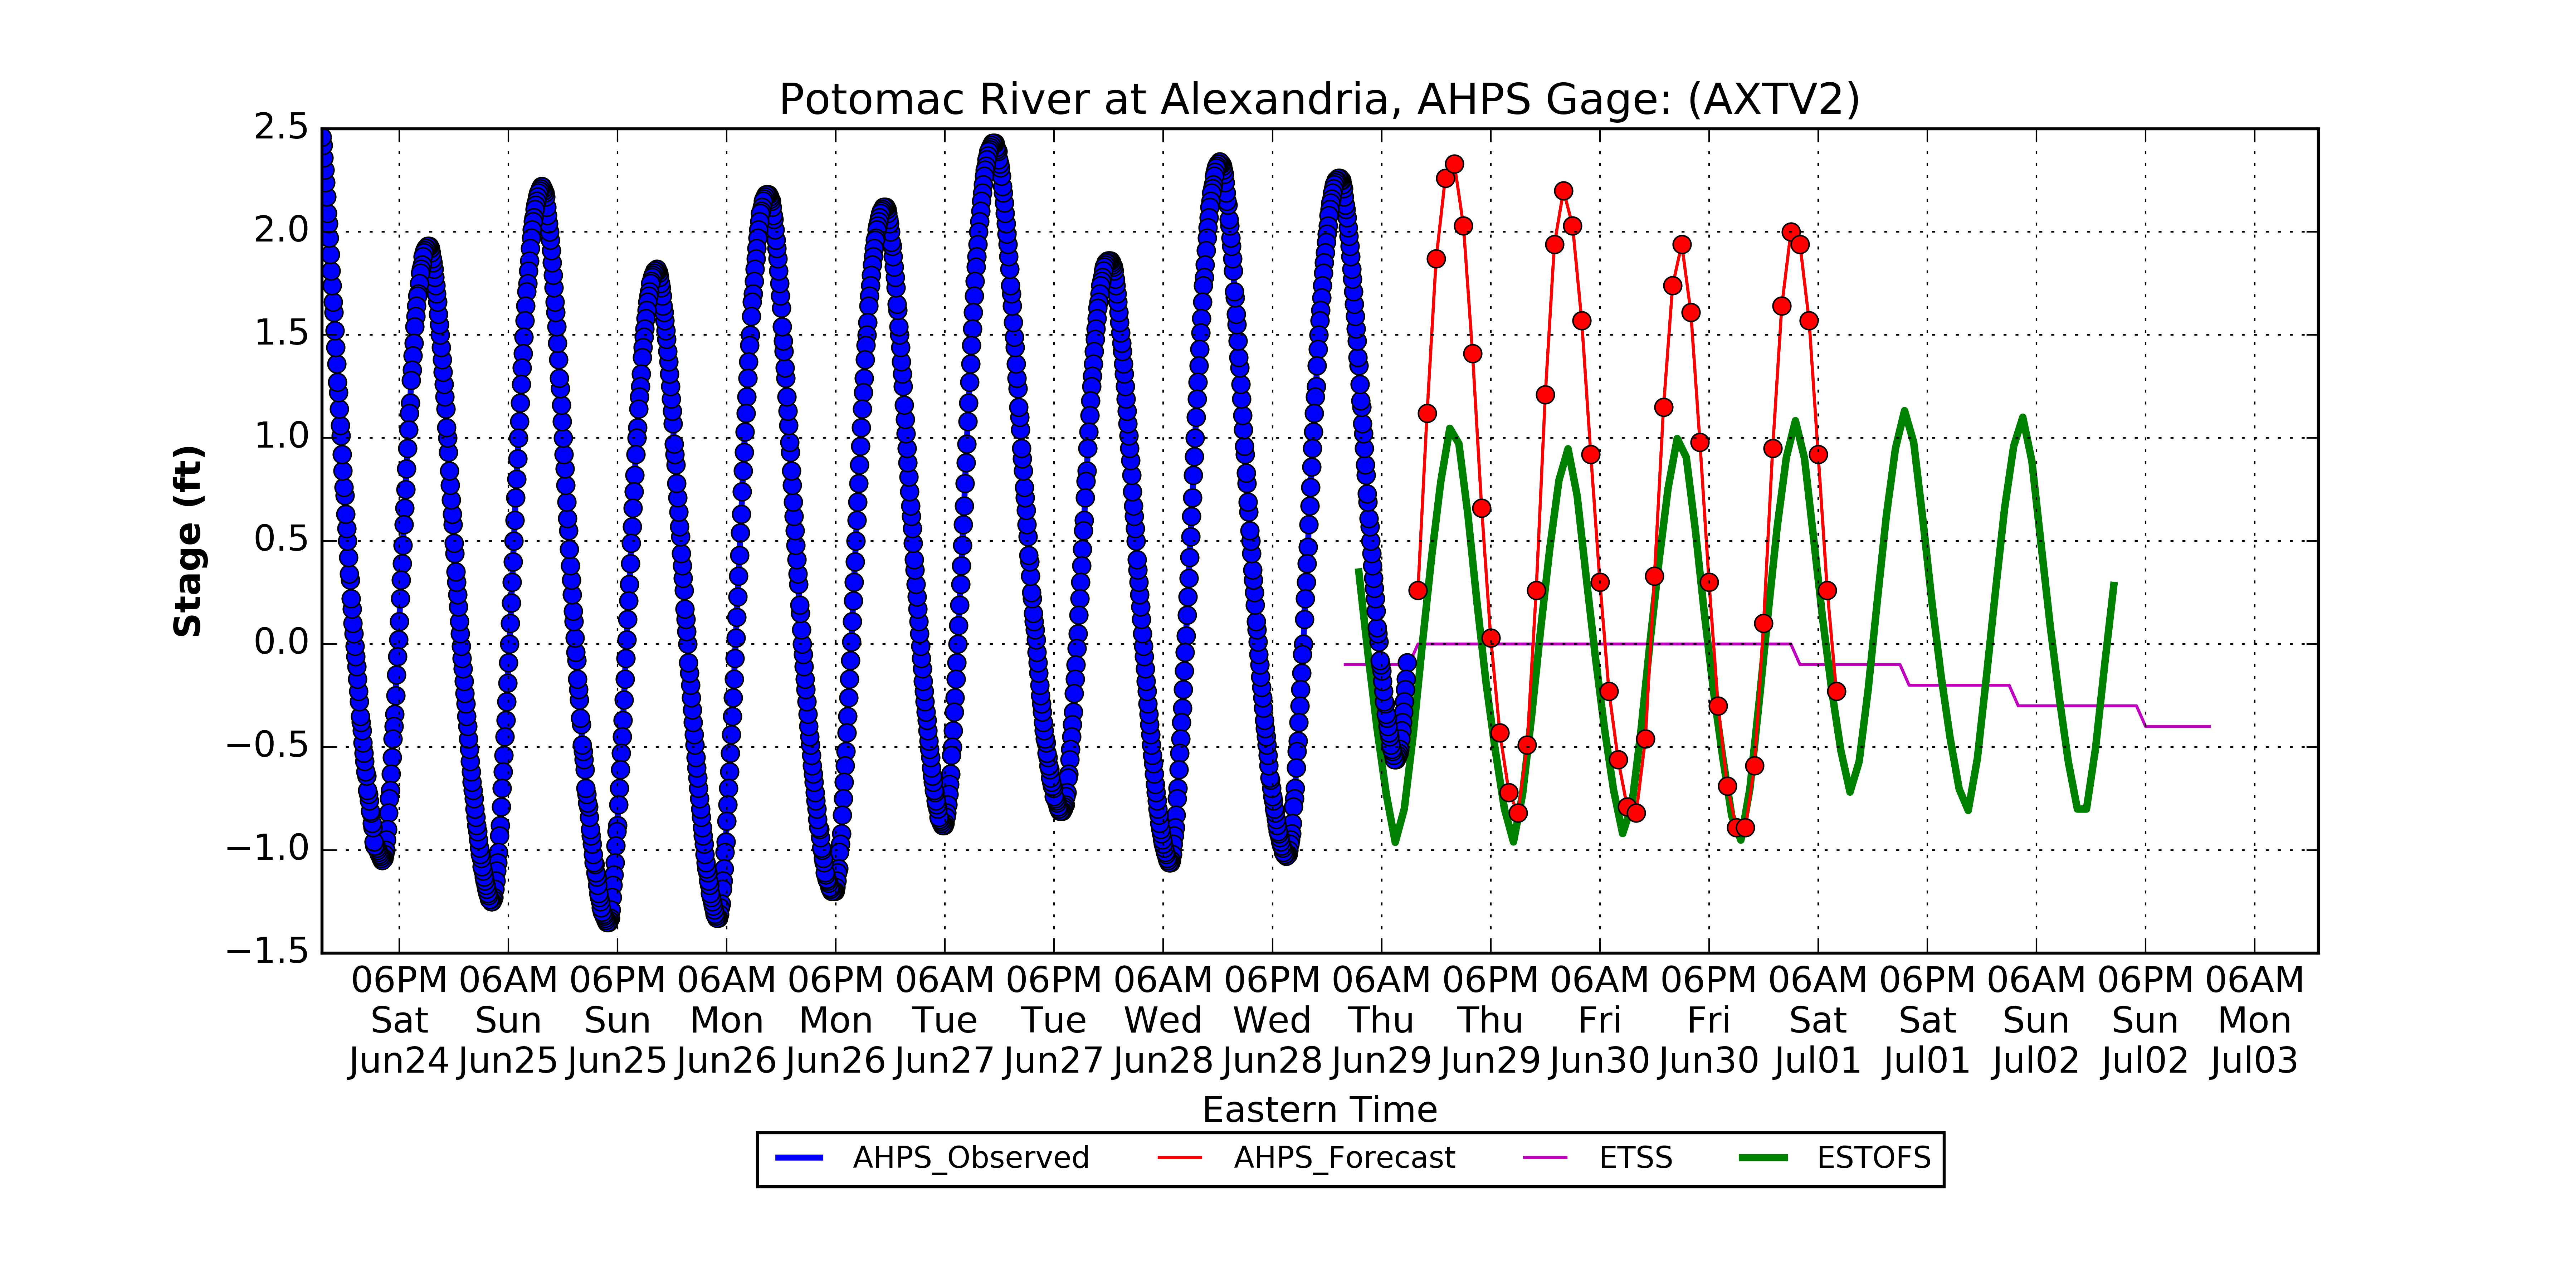 Potomac River at Alexandria, AHPS Gage: (AXTV2)
2.5
2.0
1.5
1.0
0.5
0.0
−0.5
−1.0
−1.5
Stage (ft)
06PM 06AM 06PM 06AM 06PM 06AM 06PM 06AM 06PM 06AM 06PM 06AM 06PM 06AM 06PM 06AM 06PM 06AM
Sat Sun Sun Mon Mon Tue Tue Wed Wed Thu Thu Fri Fri Sat Sat Sun Sun Mon
Jun24 Jun25 Jun25 Jun26 Jun26 Jun27 Jun27 Jun28 Jun28 Jun29 Jun29 Jun30 Jun30 Jul01 Jul01 Jul02 Jul02 Jul03
Eastern Time
AHPS_Observed AHPS_Forecast ETSS ESTOFS